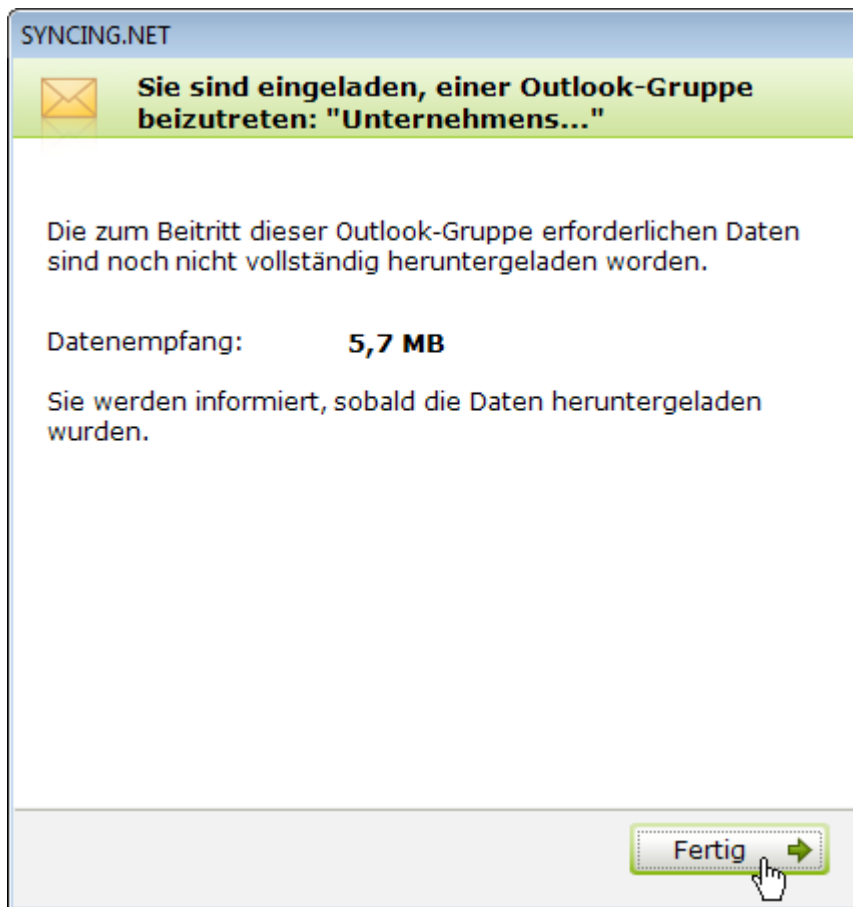 SYNCING.NET
Sie sind eingeladen, einer Outlook-Gruppe
beizutreten: "Unternehmens..."
Die zum Beitritt dieser Outlook-Gruppe erforderlichen Daten
sind noch nicht vollständig heruntergeladen worden.
Datenempfang: 5,7 MB
Sie werden informiert, sobald die Daten heruntergeladen
wurden.
Fertig